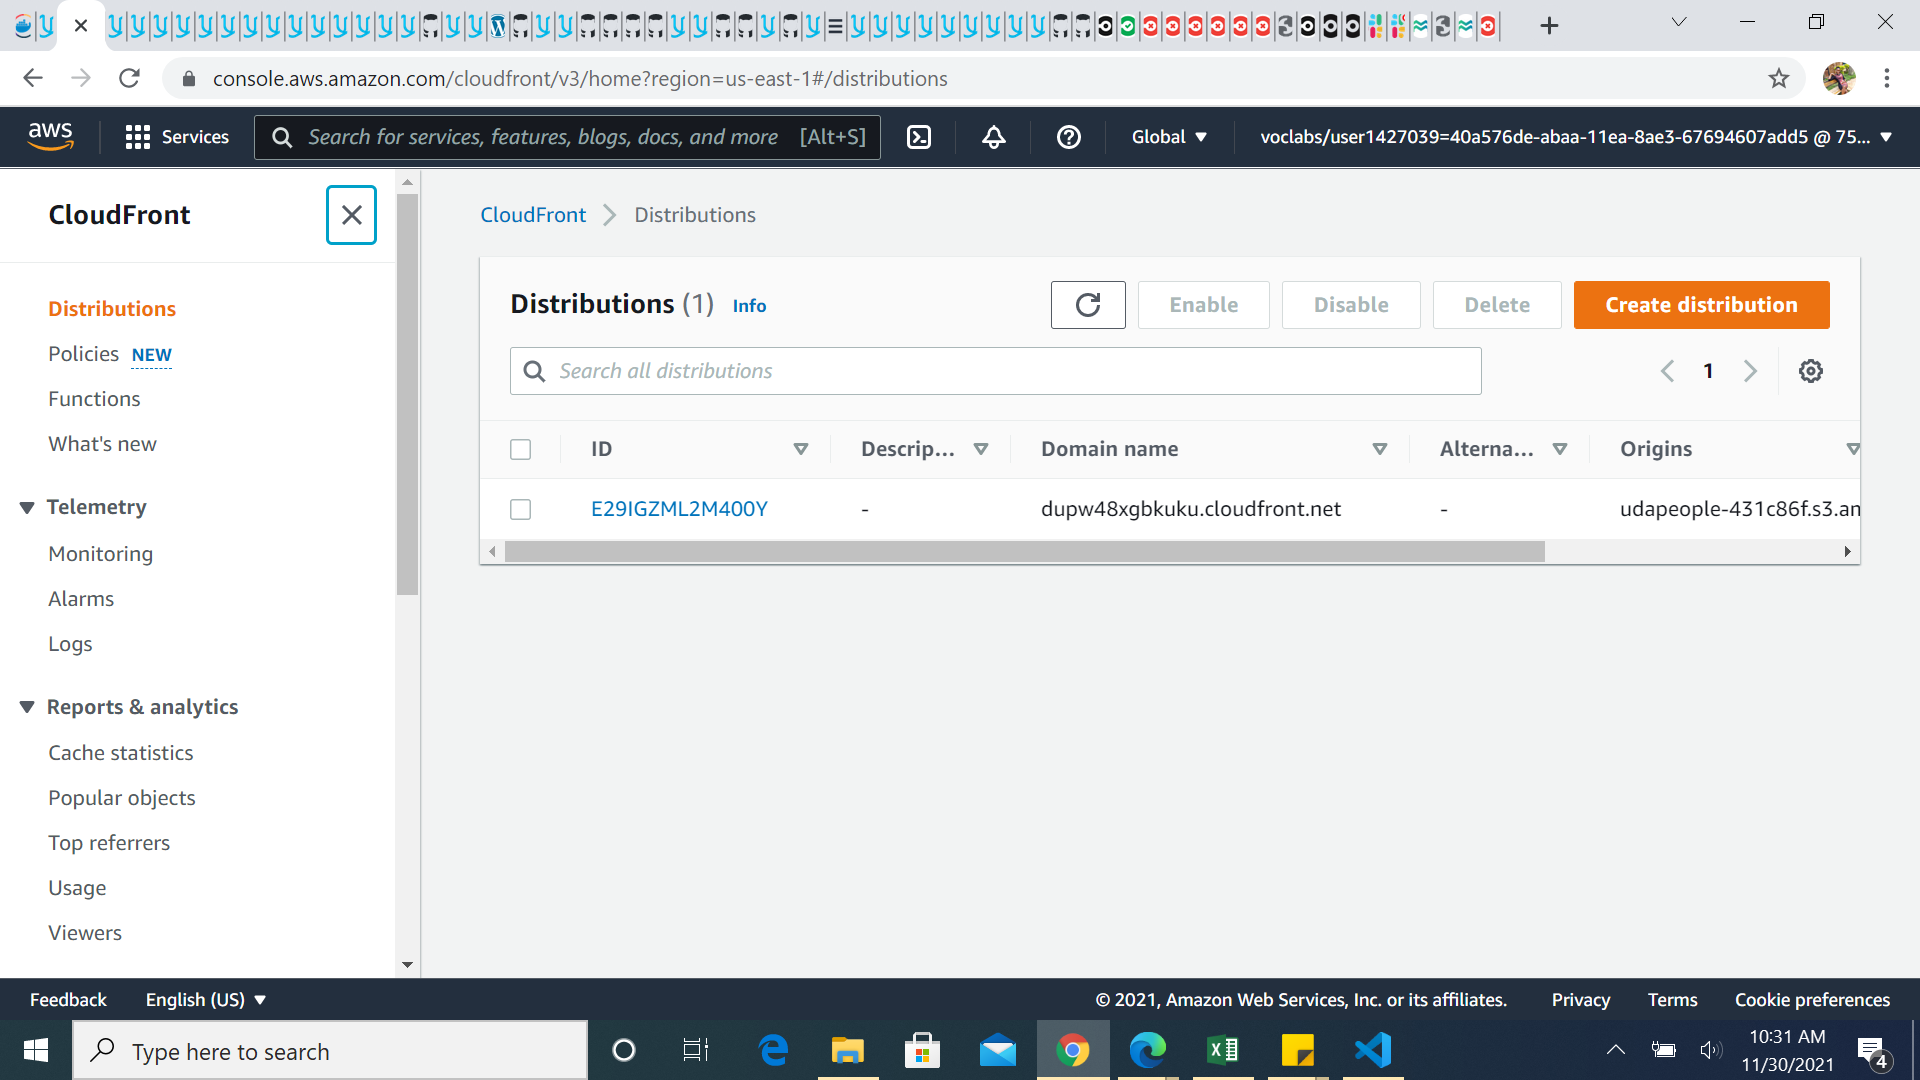 console.aws.amazon.com/cloudfront/v3/home?region=us-east-1#/distributions
aws
Services
Search for services, features, blogs, docs, and more [Alt+S]
Global
voclabs/user1427039=40a576de-abaa-11ea-8ae3-67694607add5 @ 75...
CloudFront
Distributions
Policies NEW
Functions
What's new
Telemetry
Monitoring
Alarms
Logs
Reports & analytics
Cache statistics
Popular objects
Top referrers
Usage
Viewers
CloudFront Distributions
Distributions (1) Info
Enable
Disable
Delete
Create distribution
Search all distributions
1
ID Descrip... Domain name Alterna... Origins
E29IGZML2M400Y - dupw48xgbkuku.cloudfront.net - udapeople-431c86f.s3.am
Feedback English (US) © 2021, Amazon Web Services, Inc. or its affiliates. Privacy Terms Cookie preferences
Type here to search
10:31 AM
11/30/2021
4